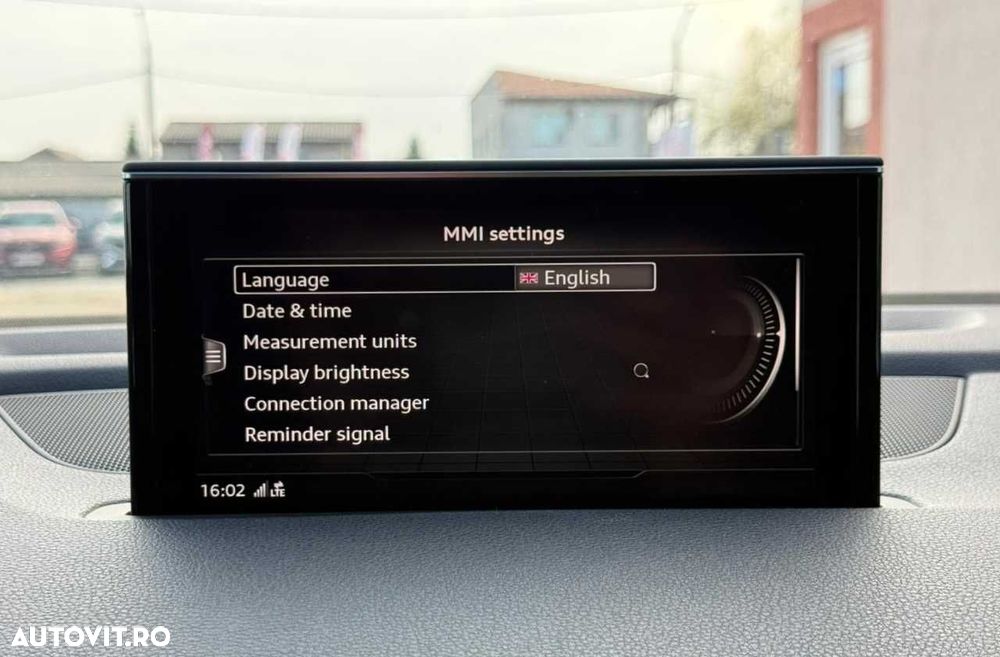 MMI settings
Language English
Date & time
Measurement units
Display brightness
Connection manager
Reminder signal
16:02 LTE
AUTOVIT.RO